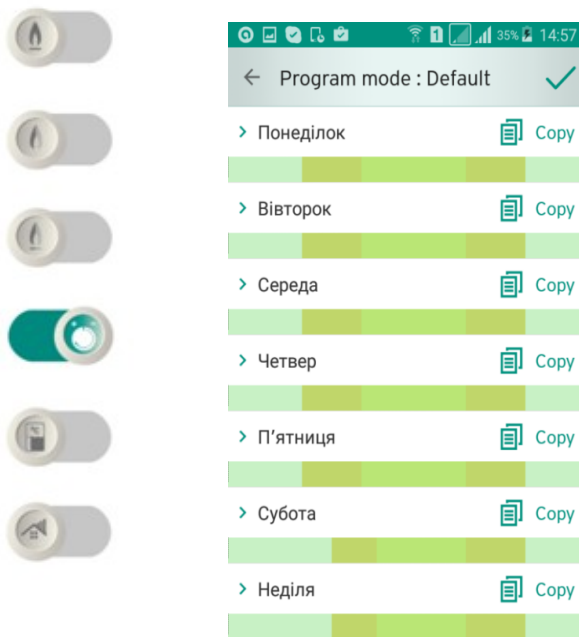 1 35% 14:57
Program mode : Default
Понеділок Copy
Вівторок Copy
Середа Copy
Четвер Copy
П’ятниця Copy
Субота Copy
Неділя Copy